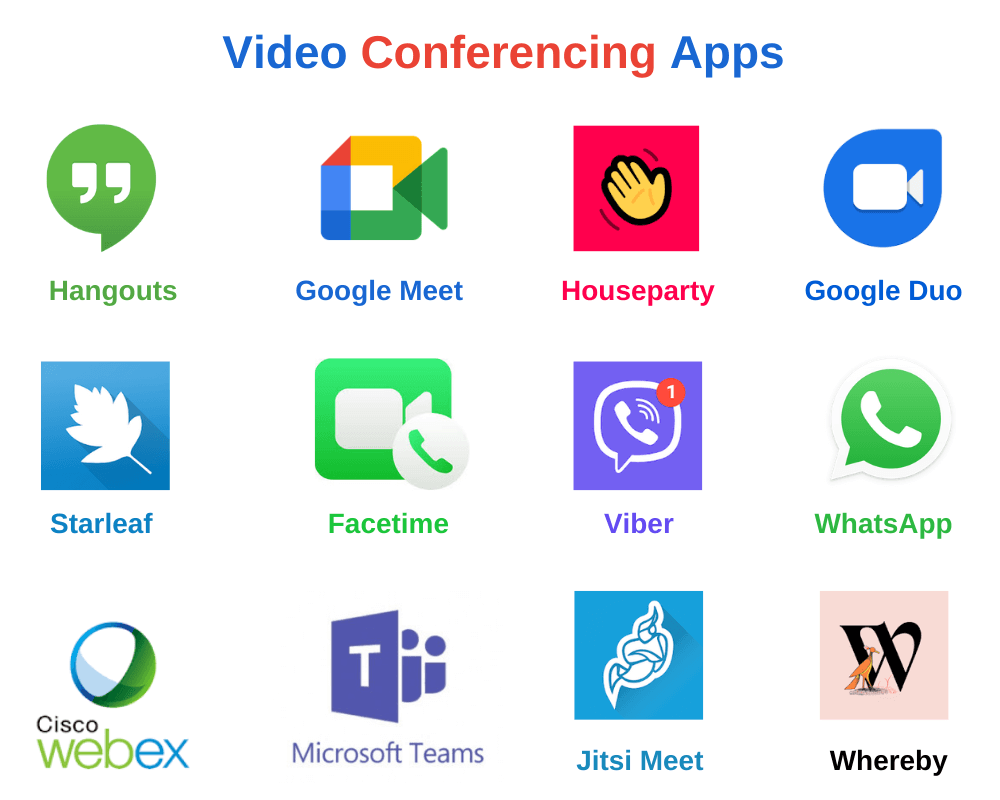 Video Conferencing Apps
Hangouts
Google Meet
Houseparty
Google Duo
1
Starleaf
Facetime
Viber
WhatsApp
Cisco
webex
T
Microsoft Teams
W
Jitsi Meet
Whereby